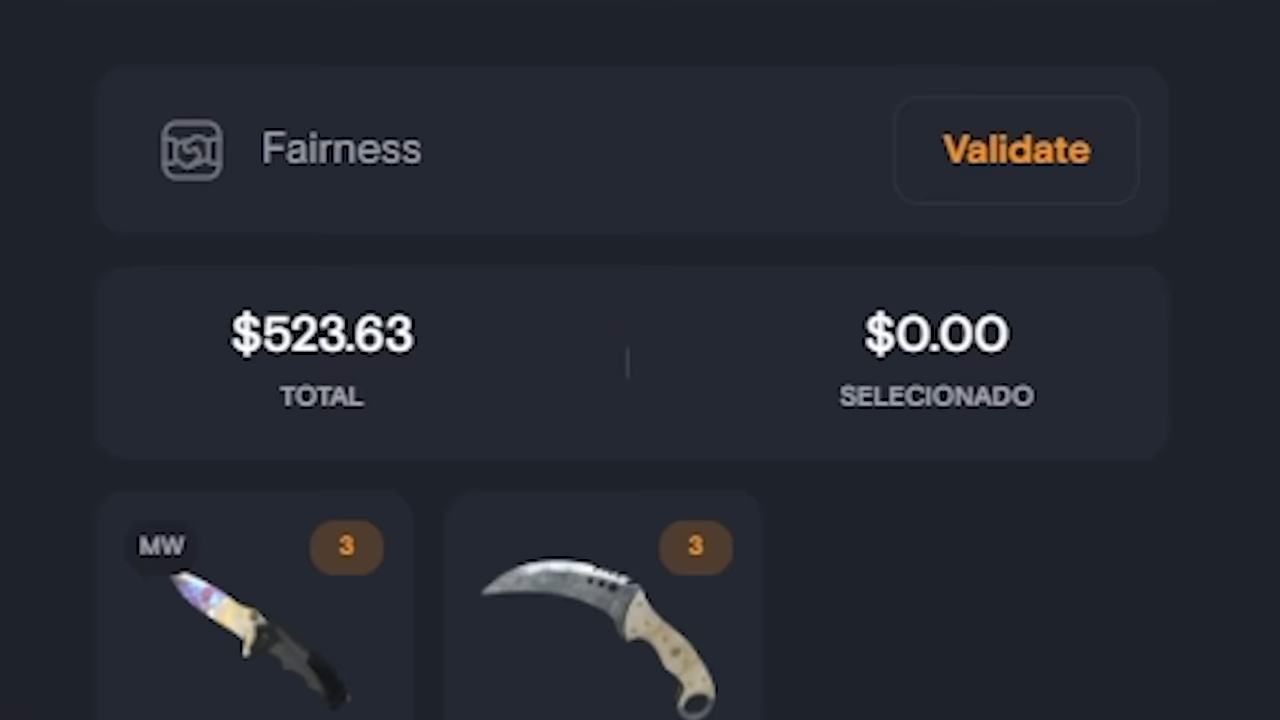 Fairness
Validate
$523.63
$0.00
TOTAL
SELECIONADO
MW
3
3